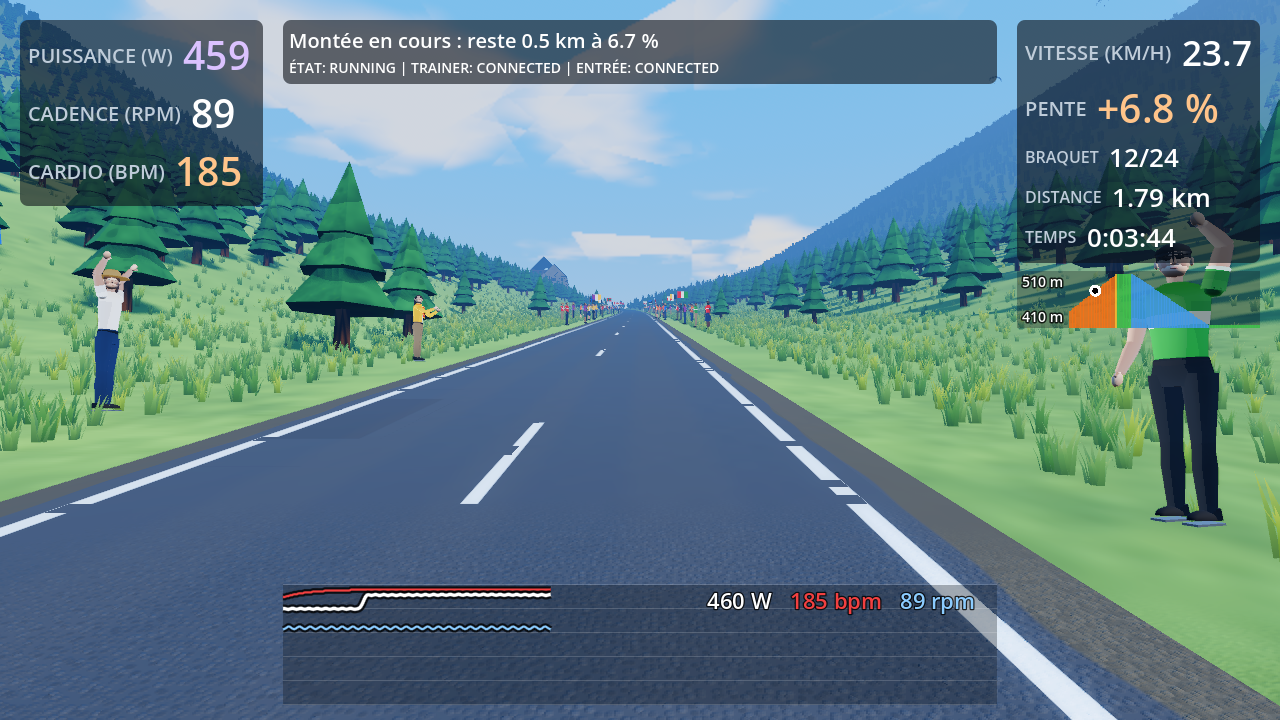 PUISSANCE (W) 459
CADENCE (RPM) 89
CARDIO (BPM) 185
Montée en cours : reste 0.5 km à 6.7 %
ÉTAT: RUNNING | TRAINER: CONNECTED | ENTRÉE: CONNECTED
VITESSE (KM/H) 23.7
PENTE +6.8 %
BRAQUET 12/24
DISTANCE 1.79 km
TEMPS 0:03:44
510 m
410 m
460 W 185 bpm 89 rpm